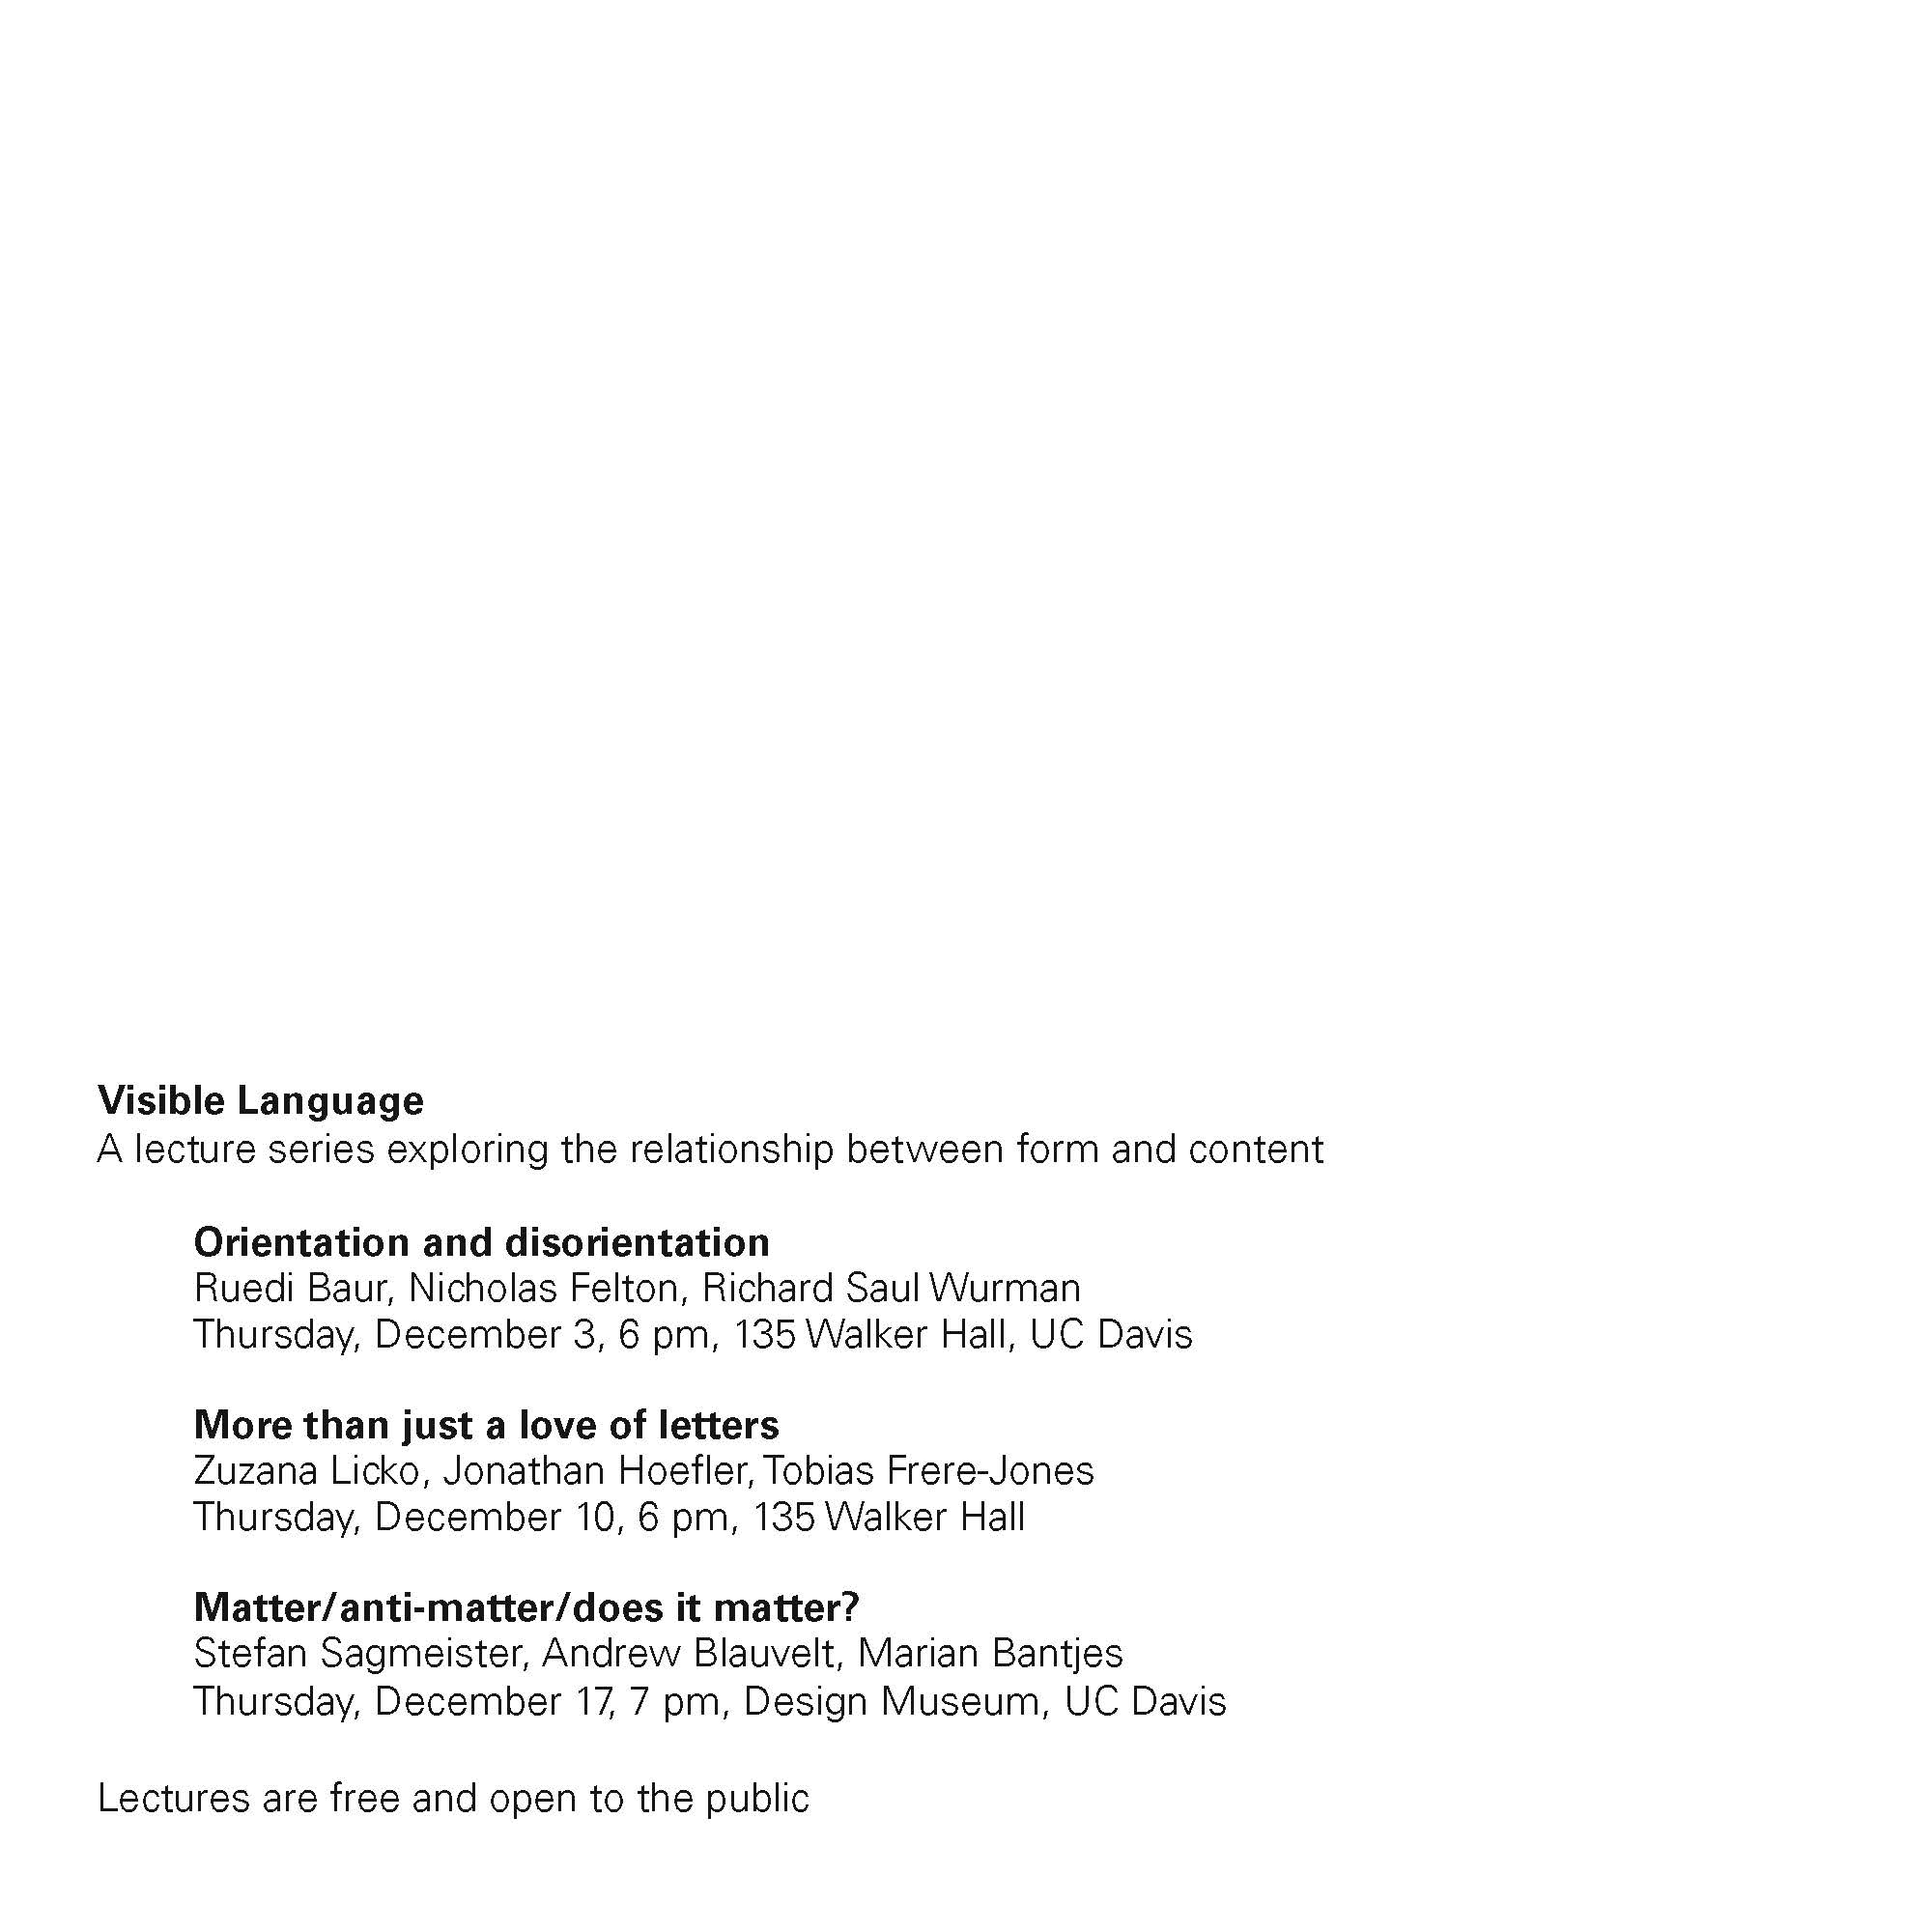 Visible Language
A lecture series exploring the relationship between form and content
Orientation and disorientation
Ruedi Baur, Nicholas Felton, Richard Saul Wurman
Thursday, December 3, 6 pm, 135 Walker Hall, UC Davis
More than just a love of letters
Zuzana Licko, Jonathan Hoefler, Tobias Frere-Jones
Thursday, December 10, 6 pm, 135 Walker Hall
Matter/anti-matter/does it matter?
Stefan Sagmeister, Andrew Blauvelt, Marian Bantjes
Thursday, December 17, 7 pm, Design Museum, UC Davis
Lectures are free and open to the public